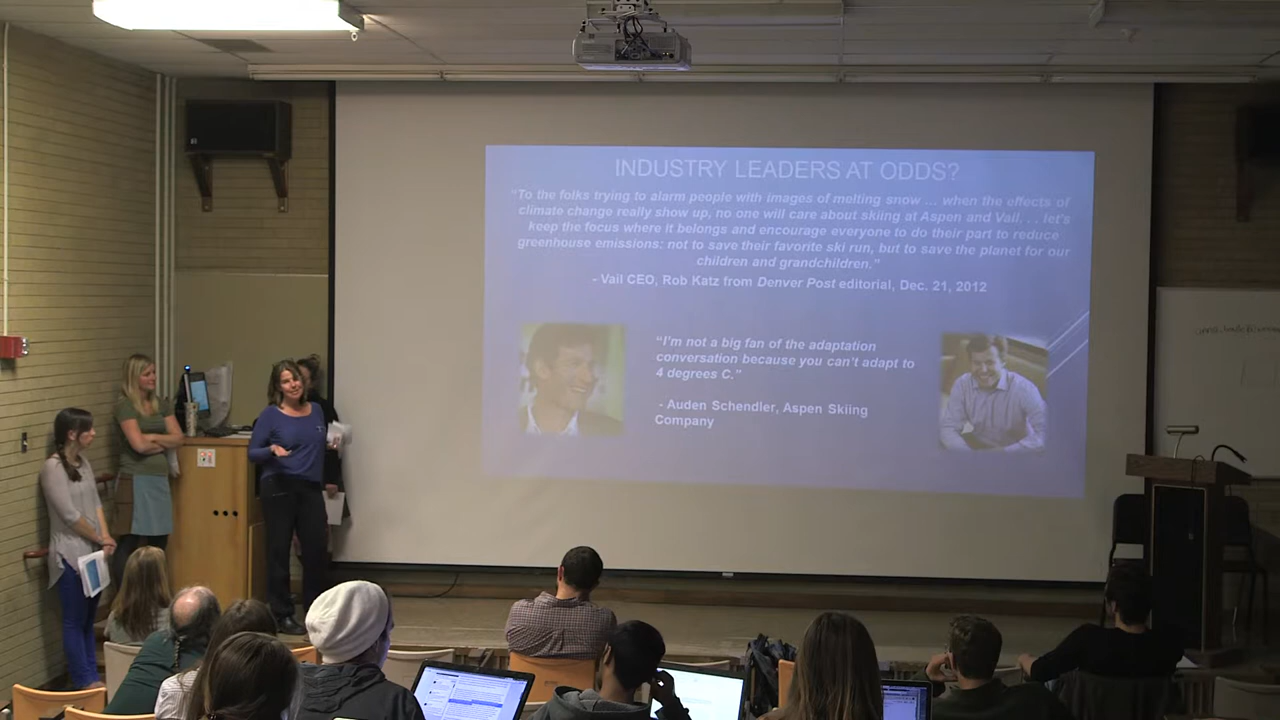 INDUSTRY LEADERS AT ODDS?
"To the folks trying to alarm people with images of melting snow ... when the effects of
climate change really show up, no one will care about skiing at Aspen and Vail. . . let's
keep the focus where it belongs and encourage everyone to do their part to reduce
greenhouse emissions: not to save their favorite ski run, but to save the planet for our
children and grandchildren."
- Vail CEO, Rob Katz from Denver Post editorial, Dec. 21, 2012
"I'm not a big fan of the adaptation
conversation because you can't adapt to
4 degrees C."
- Auden Schendler, Aspen Skiing
Company